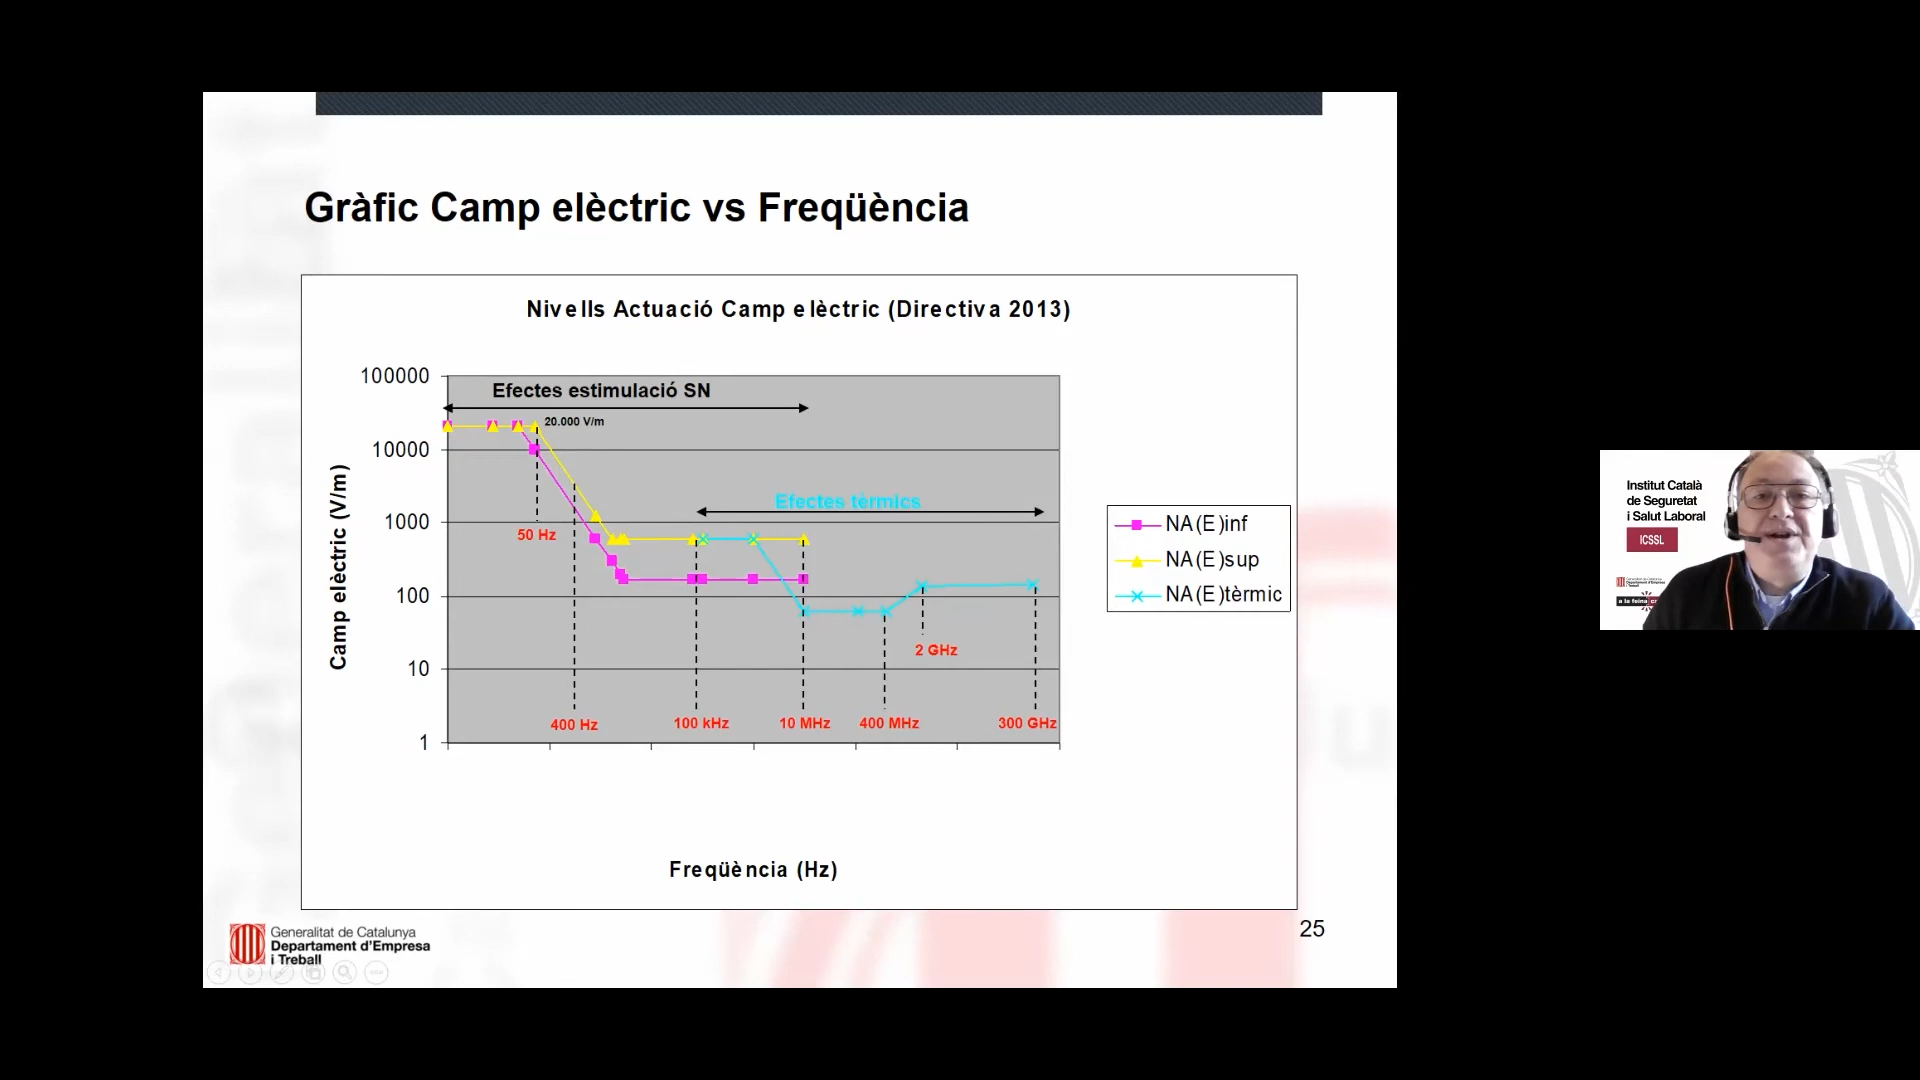 Gràfic Camp elèctric vs Freqüència
Nivells Actuació Camp elèctric (Directiva 2013)
Camp elèctric (V/m)
100000
10000
1000
100
10
1
Efectes estimulació SN
20.000 V/m
Efectes tèrmics
50 Hz
400 Hz
100 kHz
10 MHz
400 MHz
2 GHz
300 GHz
NA(E)inf
NA(E)sup
NA(E)tèrmic
Freqüència (Hz)
Generalitat de Catalunya
Departament d'Empresa
i Treball
25
Institut Català
de Seguretat
i Salut Laboral
ICSSL
a la feina